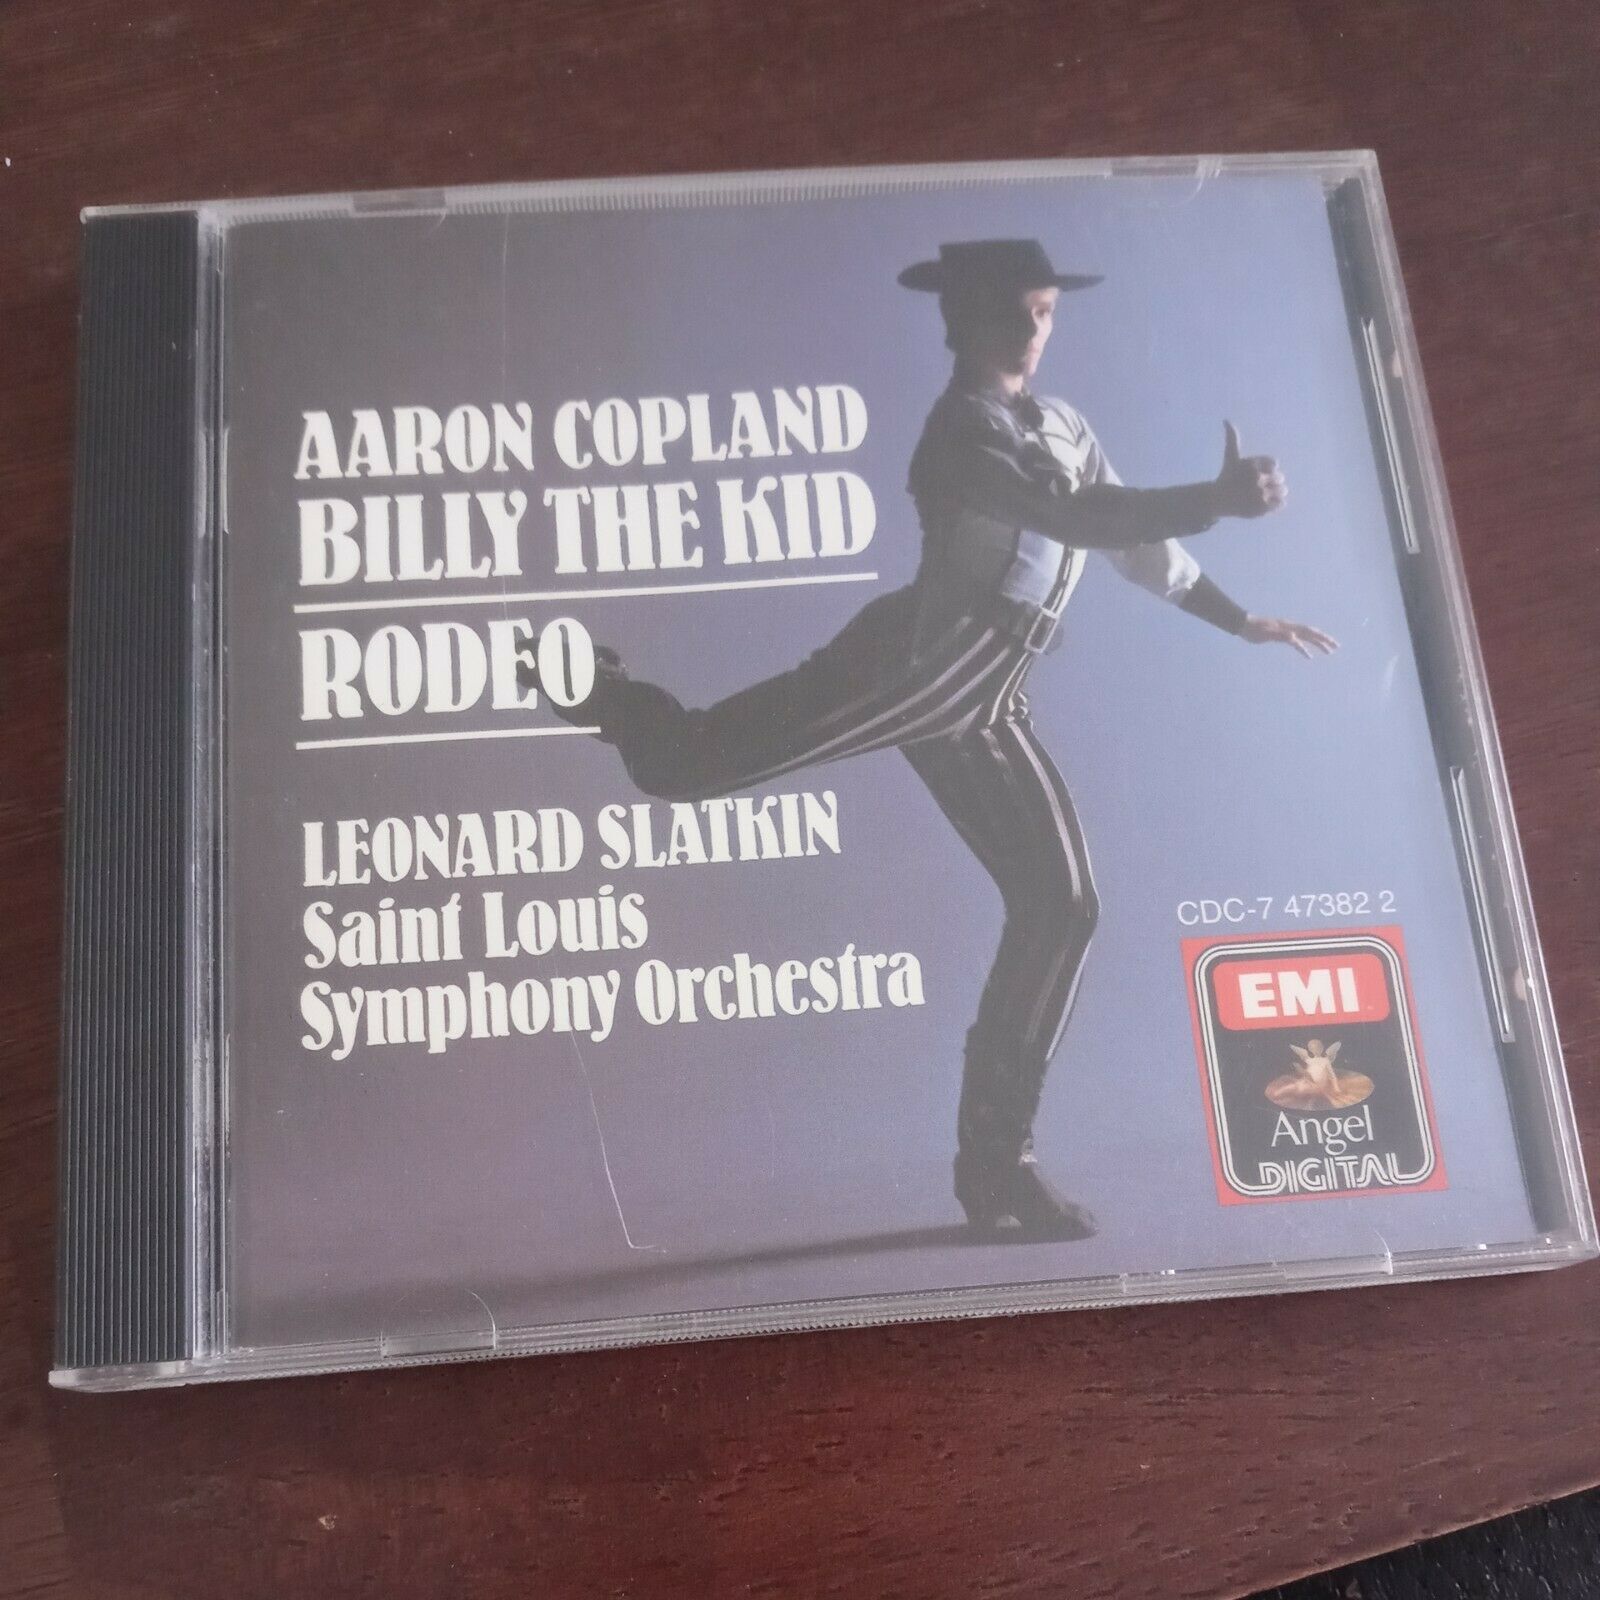 AARON COPLAND
BILLY THE KID
RODEO
LEONARD SLATKIN
Saint Louis
Symphony Orchestra
CDC-7 47382 2
EMI
Angel
DIGITAL